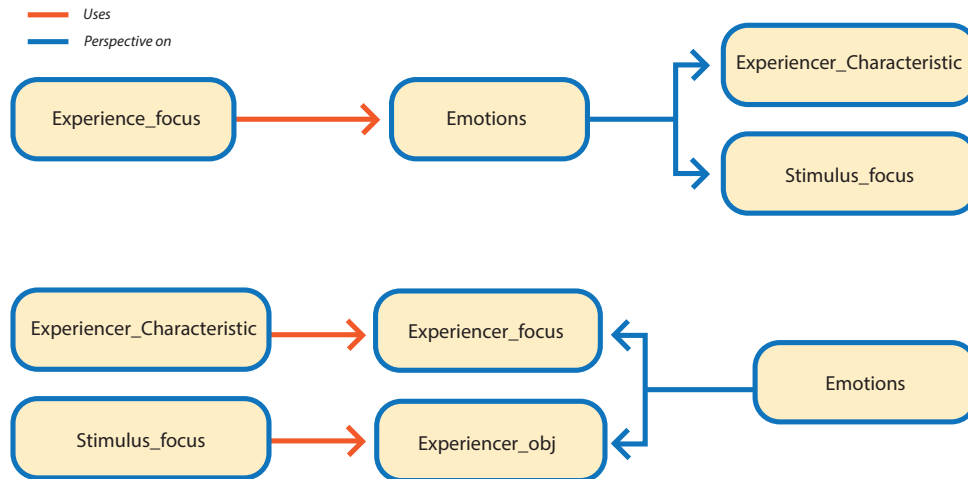 Uses
Perspective on
Experience_focus
Emotions
Experiencer_Characteristic
Stimulus_focus
Experiencer_Characteristic
Experiencer_focus
Emotions
Stimulus_focus
Experiencer_obj